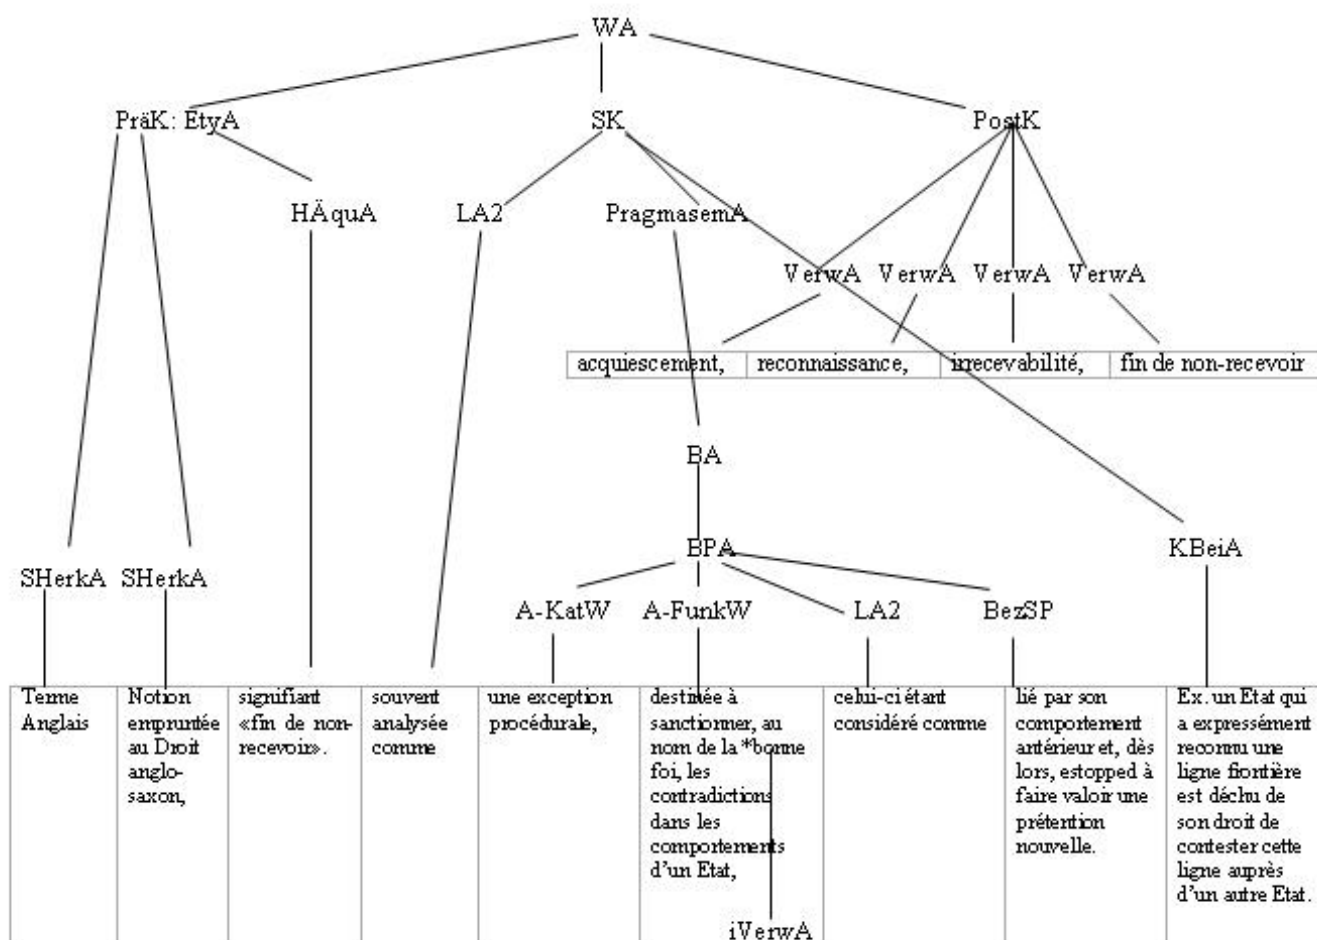 WA
PräK: EtyA SK PostK
HÄquA LA2 PragmasemA
VerwA VerwA VerwA VerwA
acquiescement, reconnaissance, irrecevabilité, fin de non-recevoir
BA
BPA KBeiA
SHerkA SHerkA
A-KatW A-FunkW LA2 BezSP
Terme
Anglais
Notion
empruntée
au Droit
anglo-
saxon,
signifiant
«fin de non-
recevoir».
souvent
analysée
comme
une exception
procédurale,
destinée à
sanctionner, au
nom de la *bonne
foi, les
contradictions
dans les
comportements
d'un Etat,
celui-ci étant
considéré comme
lié par son
comportement
antérieur et, dès
lors, estopped à
faire valoir une
prétention
nouvelle.
Ex. un Etat qui
a expressément
reconnu une
ligne frontière
est déchu de
son droit de
contester cette
ligne auprès
d'un autre Etat.
iVerwA